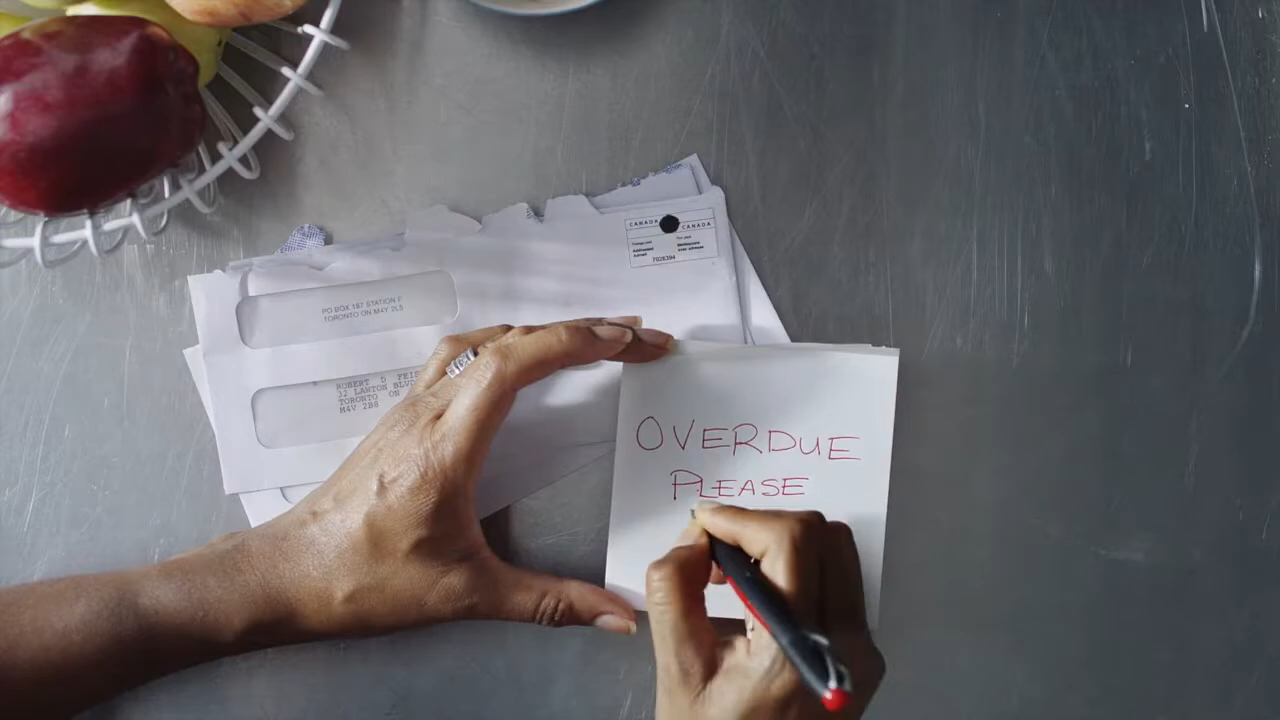 CANADA CANADA
7028394
PO BOX 187 STATION F
TORONTO ON M4Y 2L5
ROBERT D FEIS
32 LAWTON BLVD
TORONTO ON
M4V 2B8
OVERDUE
PLEASE